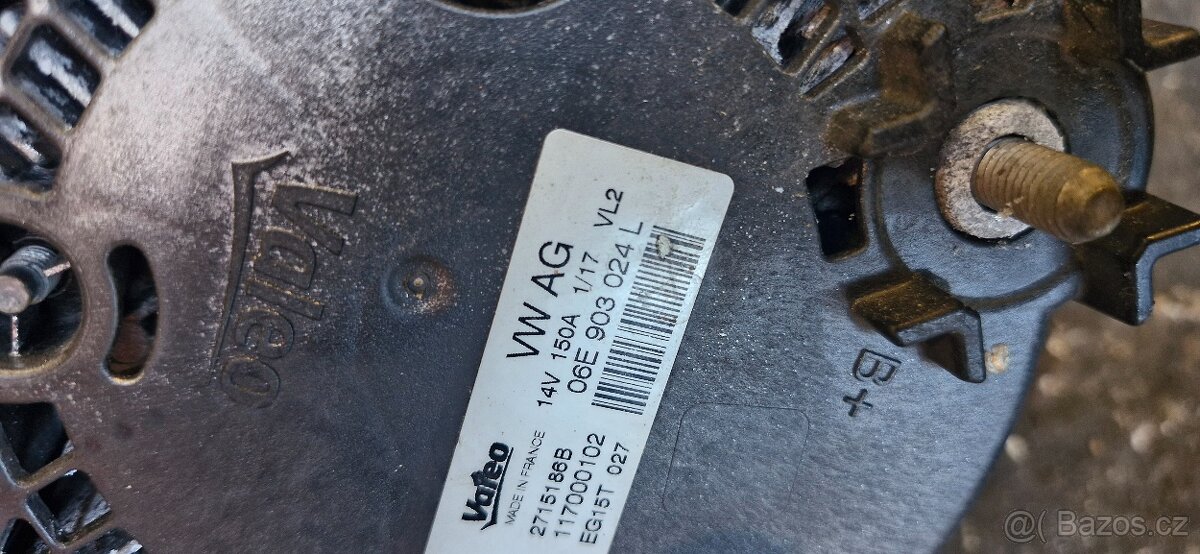 Valeo
VW AG
14V 150A 1/17 VL2
06E 903 024 L
Valeo
MADE IN FRANCE
2715186B
117000102
EG15T 027
B+
@( Bazos.cz